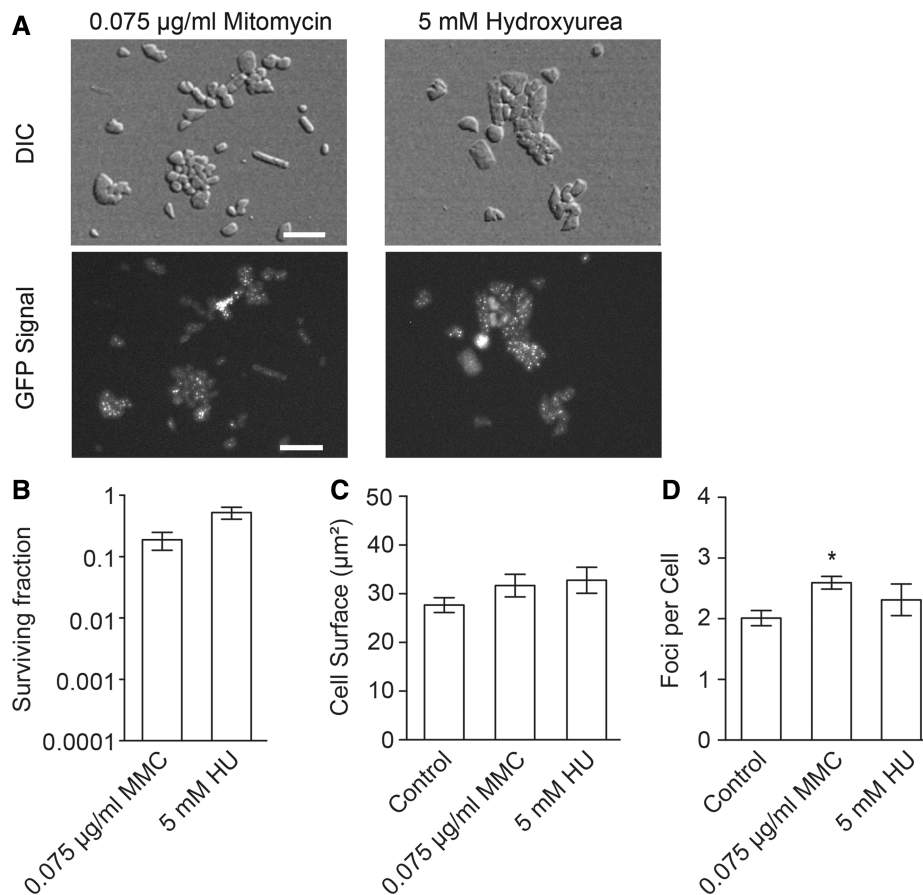 A
0.075 µg/ml Mitomycin
5 mM Hydroxyurea
DIC
GFP Signal
B
Surviving fraction
1
0.1
0.01
0.001
0.0001
0.075 µg/ml MMC
5 mM HU
C
Cell Surface (µm²)
50
40
30
20
10
0
Control
0.075 µg/ml MMC
5 mM HU
D
Foci per Cell
4
3
2
1
0
*
Control
0.075 µg/ml MMC
5 mM HU